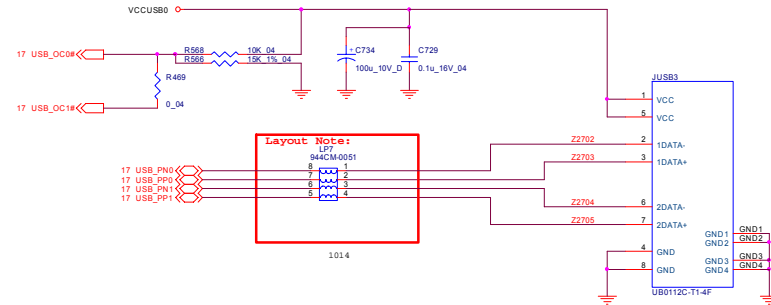 VCCUSB0
17 USB_OC0#
R568 10K_04
R566 15K_1%_04
R469
0_04
17 USB_OC1#
+ C734
100u_10V_D
C729
0.1u_16V_04
JUSB3
1 VCC
5 VCC
Z2702 2 1DATA-
Z2703 3 1DATA+
Z2704 6 2DATA-
Z2705 7 2DATA+
4 GND
8 GND
GND1 GND1
GND2 GND2
GND3 GND3
GND4 GND4
UB0112C-T1-4F
Layout Note:
LP7
944CM-0051
17 USB_PN0 8 1
17 USB_PP0 7 2
17 USB_PN1 6 3
17 USB_PP1 5 4
1014